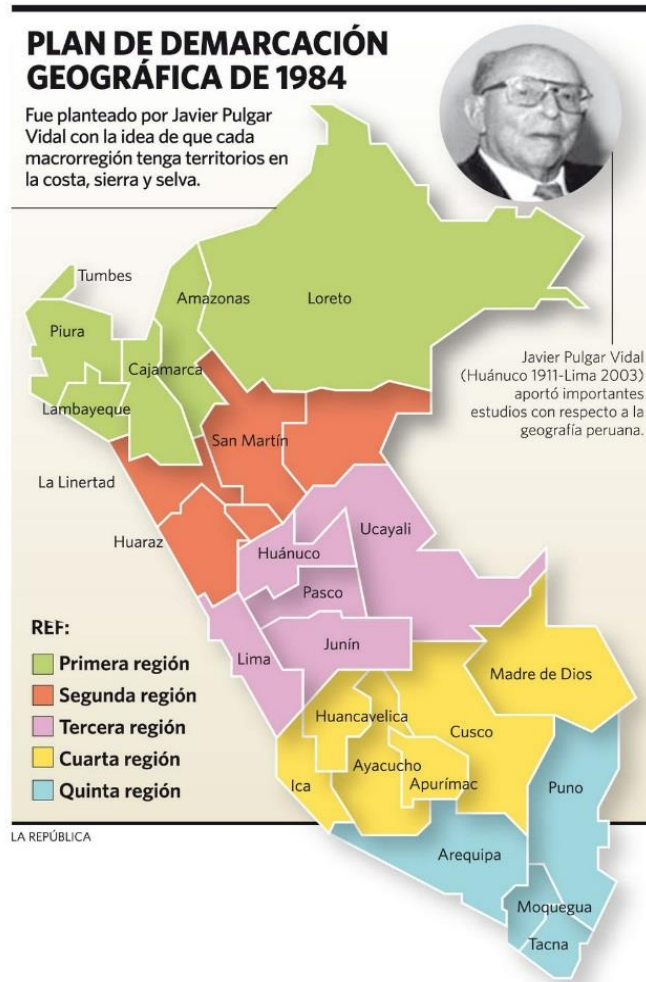 PLAN DE DEMARCACIÓN
GEOGRÁFICA DE 1984
Fue planteado por Javier Pulgar
Vidal con la idea de que cada
macrorregión tenga territorios en
la costa, sierra y selva.
Tumbes
Amazonas
Loreto
Piura
Cajamarca
Lambayeque
Javier Pulgar Vidal
(Huánuco 1911-Lima 2003)
aportó importantes
estudios con respecto a la
geografía peruana.
San Martín
La Linertad
Huaraz
Ucayali
Huánuco
Pasco
Lima
Junín
Madre de Dios
Huancavelica
Cusco
Ayacucho
Apurímac
Ica
Puno
Arequipa
Moquegua
Tacna
REF:
Primera región
Segunda región
Tercera región
Cuarta región
Quinta región
LA REPÚBLICA